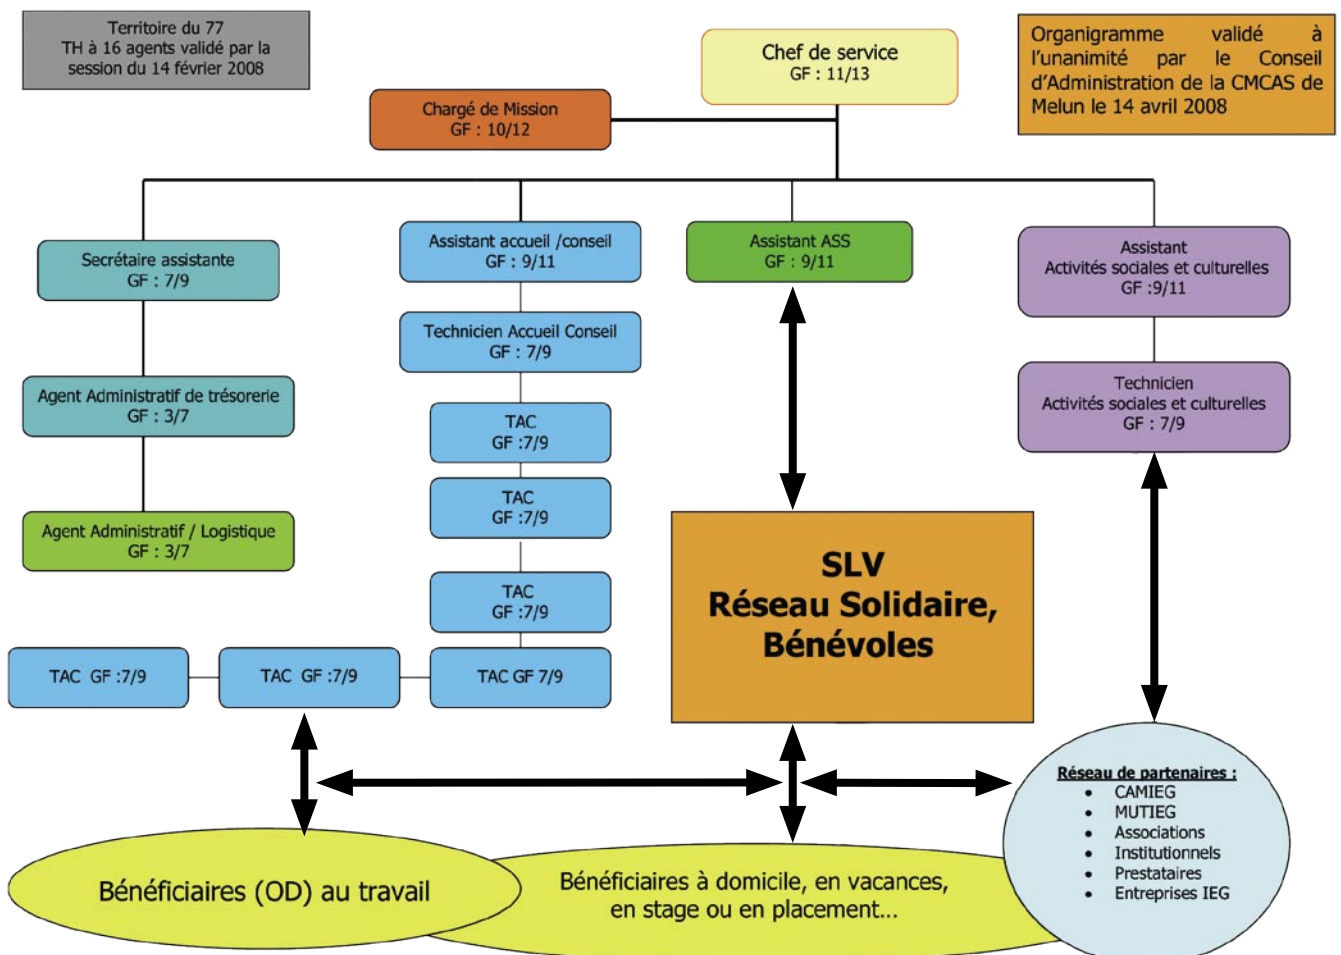 Territoire du 77
TH à 16 agents validé par la
session du 14 février 2008
Chef de service
GF : 11/13
Organigramme validé à
l'unanimité par le Conseil
d'Administration de la CMCAS de
Melun le 14 avril 2008
Chargé de Mission
GF : 10/12
Secrétaire assistante
GF : 7/9
Assistant accueil /conseil
GF : 9/11
Assistant ASS
GF : 9/11
Assistant
Activités sociales et culturelles
GF :9/11
Technicien Accueil Conseil
GF : 7/9
Agent Administratif de trésorerie
GF : 3/7
TAC
GF :7/9
Technicien
Activités sociales et culturelles
GF : 7/9
TAC
GF :7/9
Agent Administratif / Logistique
GF : 3/7
TAC
GF :7/9
SLV
Réseau Solidaire,
Bénévoles
TAC GF :7/9
TAC GF :7/9
TAC GF 7/9
Réseau de partenaires :
• CAMIEG
• MUTIEG
• Associations
• Institutionnels
• Prestataires
• Entreprises IEG
Bénéficiaires (OD) au travail
Bénéficiaires à domicile, en vacances,
en stage ou en placement...